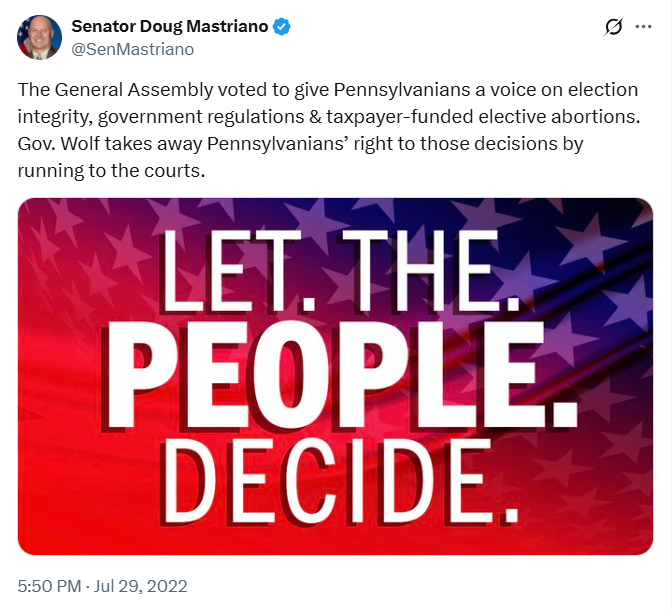 Senator Doug Mastriano
@SenMastriano
The General Assembly voted to give Pennsylvanians a voice on election
integrity, government regulations & taxpayer-funded elective abortions.
Gov. Wolf takes away Pennsylvanians’ right to those decisions by
running to the courts.
LET. THE.
PEOPLE.
DECIDE.
5:50 PM · Jul 29, 2022